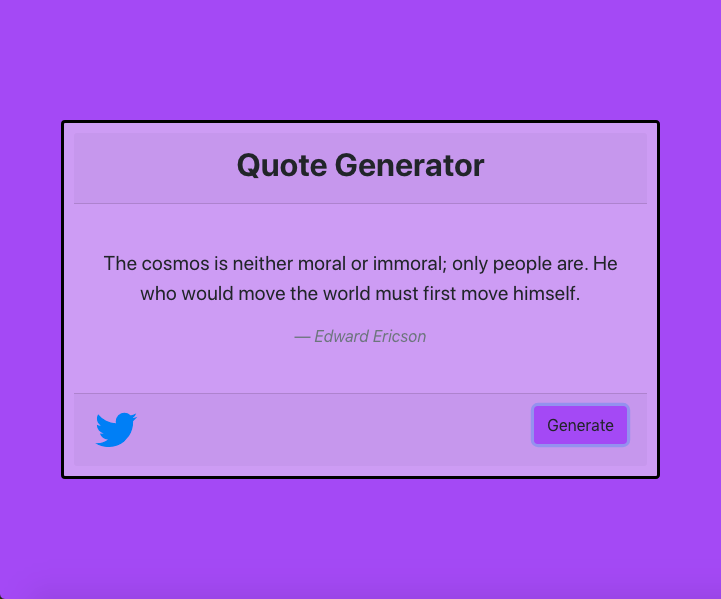 Quote Generator
The cosmos is neither moral or immoral; only people are. He
who would move the world must first move himself.
— Edward Ericson
Generate